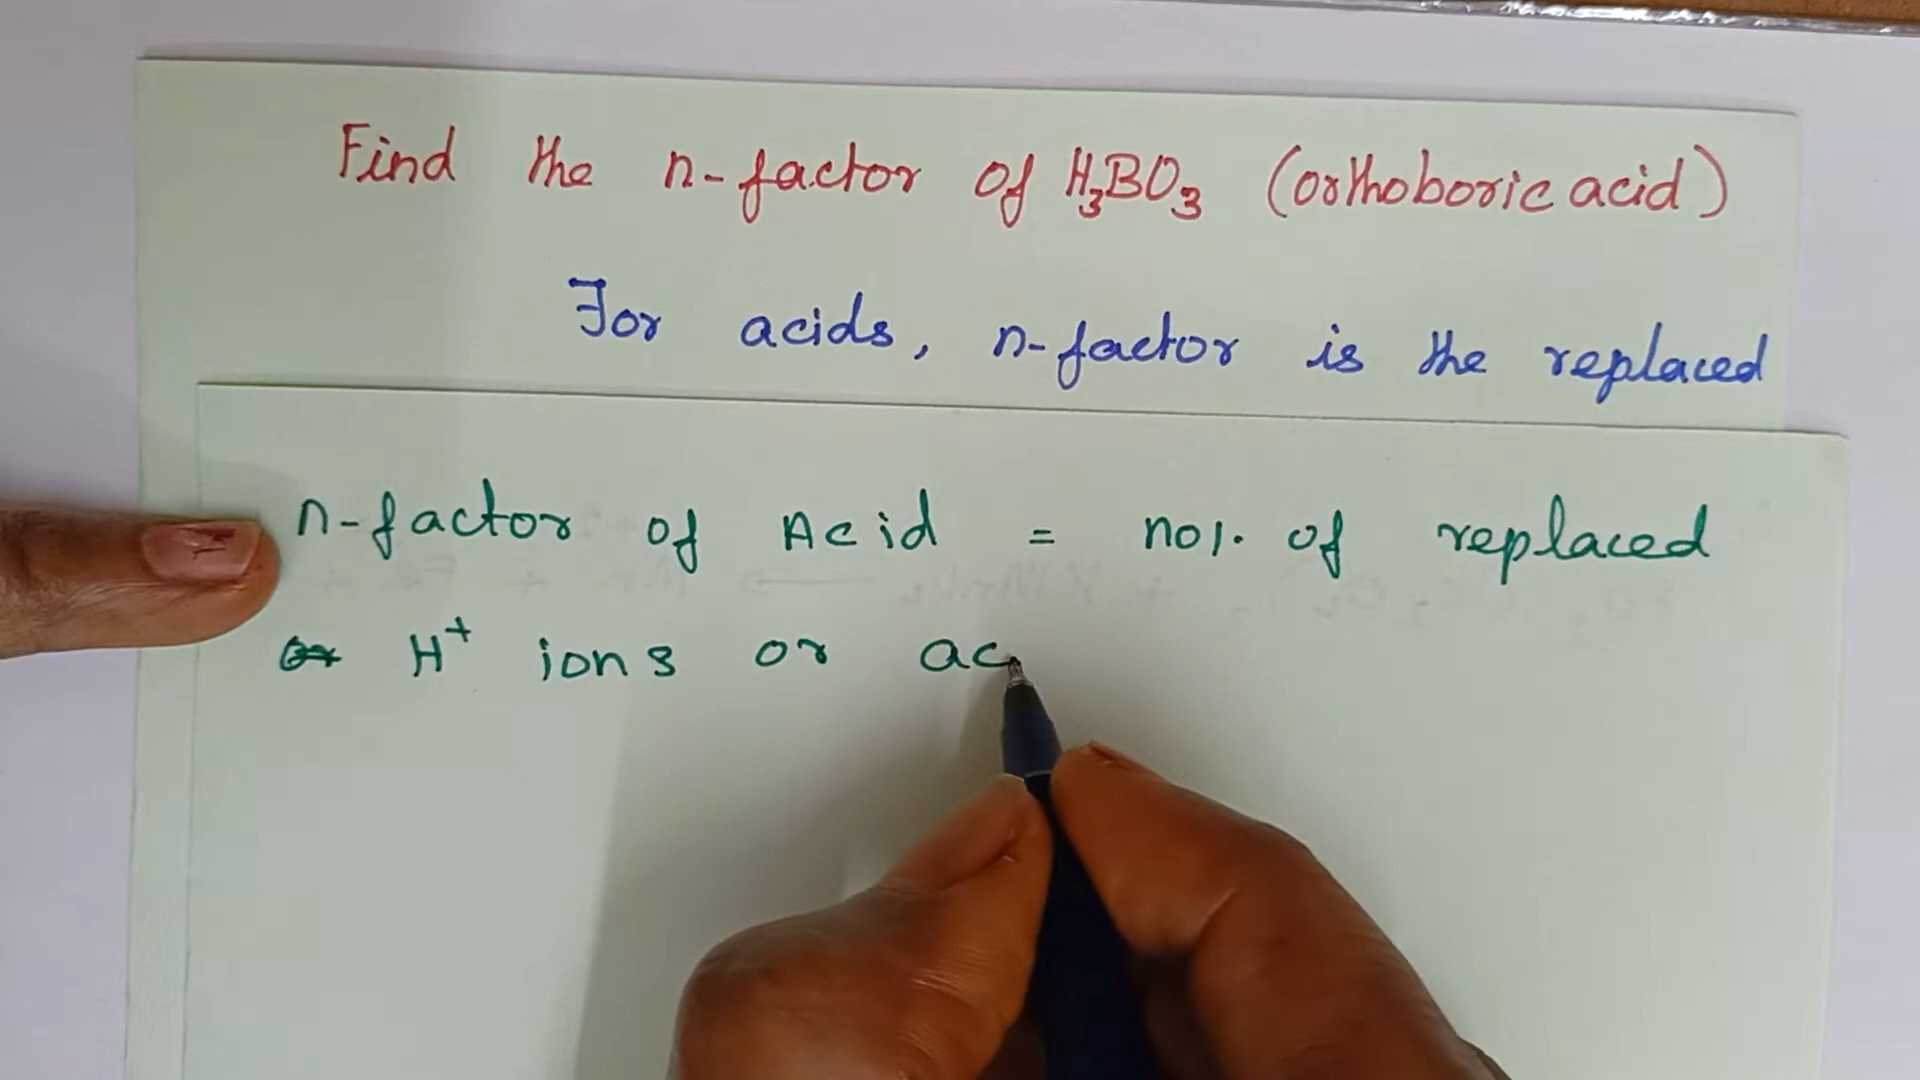 Find the n-factor of H₃BO₃ (orthoboric acid)
For acids, n-factor is the replaced
n-factor of Acid = no/. of replaced
H⁺ ions or ac